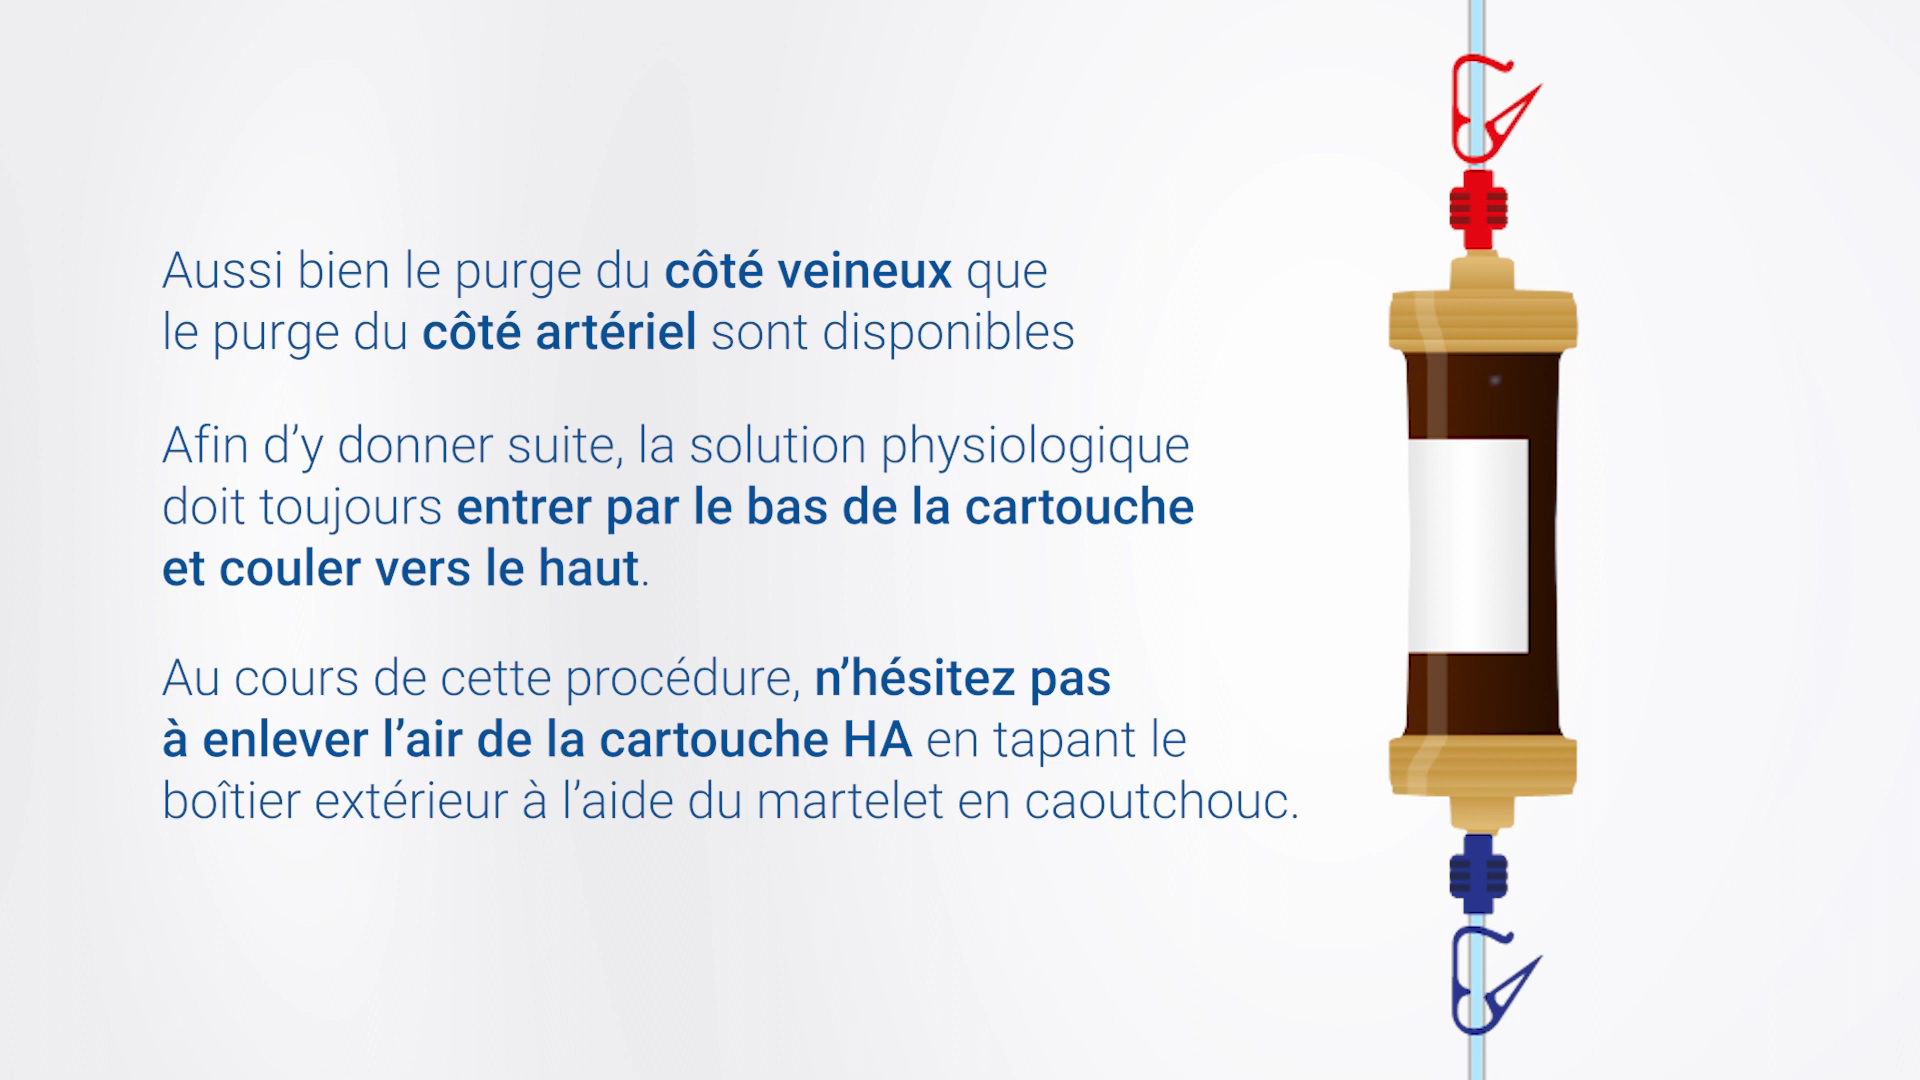 Aussi bien le purge du côté veineux que
le purge du côté artériel sont disponibles
Afin d’y donner suite, la solution physiologique
doit toujours entrer par le bas de la cartouche
et couler vers le haut.
Au cours de cette procédure, n’hésitez pas
à enlever l’air de la cartouche HA en tapant le
boîtier extérieur à l’aide du martelet en caoutchouc.